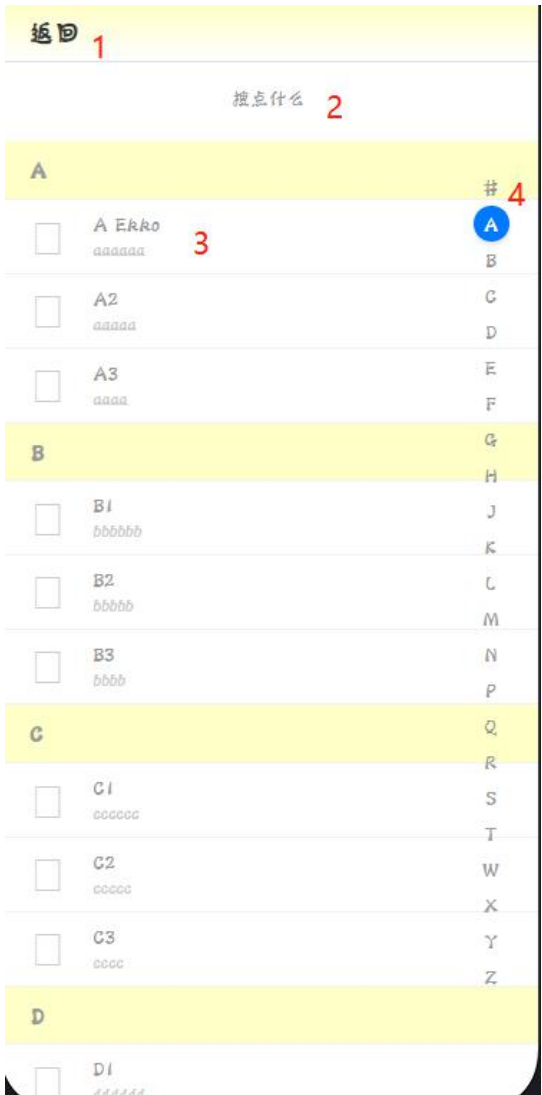 返回
1
搜点什么
2
A
A Ekko
aaaaaa
3
A2
aaaaa
A3
aaaa
B
B1
bbbbbb
B2
bbbbb
B3
bbbb
C
C1
cccccc
C2
ccccc
C3
cccc
D
D1
dddddd
#
4
A
B
C
D
E
F
G
H
J
K
L
M
N
P
Q
R
S
T
W
X
Y
Z